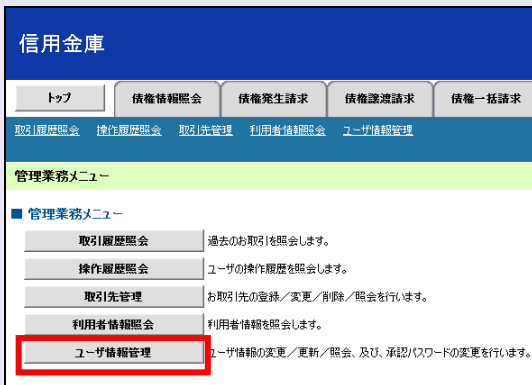 信用金庫
トップ 債権情報照会 債権発生請求 債権譲渡請求 債権一括請求
取引履歴照会 操作履歴照会 取引先管理 利用者情報照会 ユーザ情報管理
管理業務メニュー
■ 管理業務メニュー
取引履歴照会 過去のお取引を照会します。
操作履歴照会 ユーザの操作履歴を照会します。
取引先管理 お取引先の登録/変更/削除/照会を行います。
利用者情報照会 利用者情報を照会します。
ユーザ情報管理 ユーザ情報の変更/更新/照会、及び、承認パスワードの変更を行います。